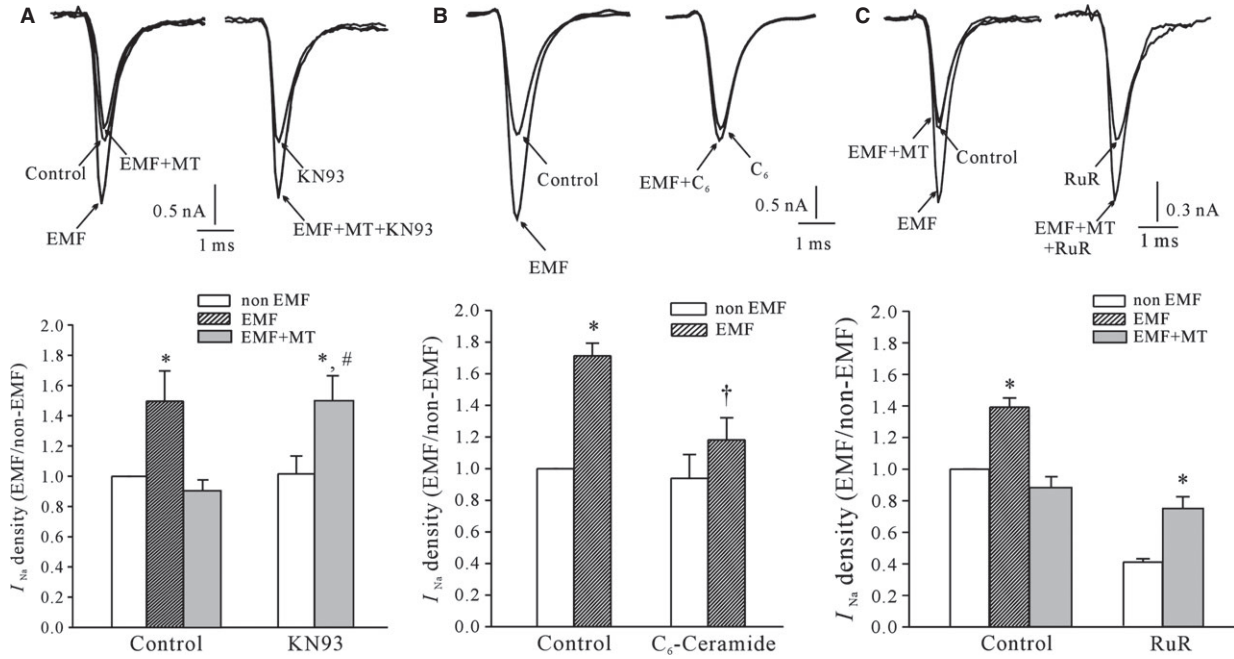 A
Control
EMF+MT
EMF
KN93
EMF+MT+KN93
0.5 nA
1 ms
non EMF
EMF
EMF+MT
I Na density (EMF/non-EMF)
2.0
1.8
1.6
1.4
1.2
1.0
0.8
0.6
0.4
0.2
0.0
*
*, #
Control
KN93
B
Control
EMF
EMF+C6
C6
0.5 nA
1 ms
non EMF
EMF
I Na density (EMF/non-EMF)
2.0
1.8
1.6
1.4
1.2
1.0
0.8
0.6
0.4
0.2
0.0
*
†
Control
C6-Ceramide
C
EMF+MT
Control
EMF
RuR
EMF+MT
+RuR
0.3 nA
1 ms
non EMF
EMF
EMF+MT
I Na density (EMF/non-EMF)
2.0
1.8
1.6
1.4
1.2
1.0
0.8
0.6
0.4
0.2
0.0
*
*
Control
RuR